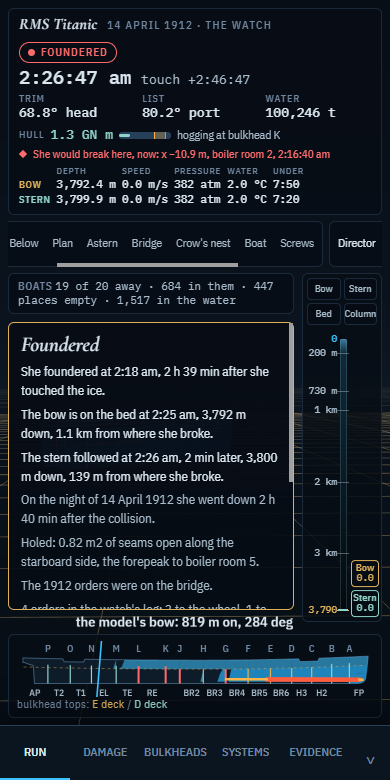 RMS Titanic 14 APRIL 1912 · THE WATCH
FOUNDERED
2:26:47 am touch +2:46:47
TRIM LIST WATER
68.8° head 80.2° port 100,246 t
HULL 1.3 GN m hogging at bulkhead K
She would break here, now: x −10.9 m, boiler room 2, 2:16:40 am
DEPTH SPEED PRESSURE WATER UNDER
BOW 3,792.4 m 0.0 m/s 382 atm 2.0 °C 7:50
STERN 3,799.9 m 0.0 m/s 382 atm 2.0 °C 7:20
Below Plan Astern Bridge Crow's nest Boat Screws Director
BOATS 19 of 20 away · 684 in them · 447
places empty · 1,517 in the water
Foundered
She foundered at 2:18 am, 2 h 39 min after she
touched the ice.
The bow is on the bed at 2:25 am, 3,792 m
down, 1.1 km from where she broke.
The stern followed at 2:26 am, 2 min later, 3,800
m down, 139 m from where she broke.
On the night of 14 April 1912 she went down 2 h
40 min after the collision.
Holed: 0.82 m2 of seams open along the
starboard side, the forepeak to boiler room 5.
The 1912 orders were on the bridge.
4 orders in the watch's log: 3 to the wheel, 1 to
Bow Stern
Bed Column
0
200 m
730 m
1 km
2 km
3 km
Bow
0.0
Stern
0.0
3,790
the model's bow: 819 m on, 284 deg
P O N M L K J H G F E D C B A
AP T2 T1 EL TE RE BR2 BR3 BR4 BR5 BR6 H3 H2 FP
bulkhead tops: E deck / D deck
RUN DAMAGE BULKHEADS SYSTEMS EVIDENCE v